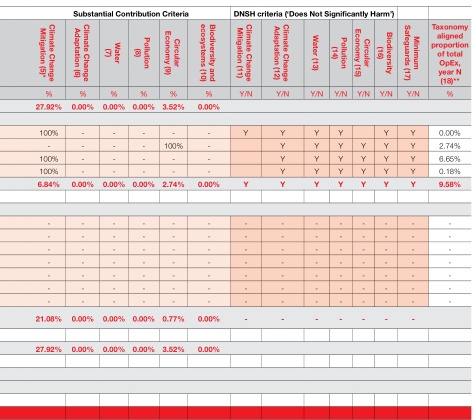 Substantial Contribution Criteria DNSH criteria ('Does Not Significantly Harm')
Climate Change Mitigation (5)* Climate Change Adaptation (6) Water (7) Pollution (8) Circular Economy (9) Biodiversity and ecosystems (10) Climate Change Mitigation (11) Climate Change Adaptation (12) Water (13) Pollution (14) Circular Economy (15) Biodiversity (16) Minimum Safeguards (17) Taxonomy aligned proportion of total OpEx, year N (18)**
% % % % % % Y/N Y/N Y/N Y/N Y/N Y/N Y/N %
27.92% 0.00% 0.00% 0.00% 3.52% 0.00%
100% - - - - - Y Y Y Y Y Y 0.00%
- - - - 100% - Y Y Y Y Y Y 2.74%
100% - - - - - Y Y Y Y Y Y 6.65%
100% - - - - - Y Y Y Y Y Y 0.18%
6.84% 0.00% 0.00% 0.00% 2.74% 0.00% Y Y Y Y Y Y Y 9.58%
- - - - - - - - - - - - - -
- - - - - - - - - - - - - -
- - - - - - - - - - - - - -
- - - - - - - - - - - - - -
- - - - - - - - - - - - - -
- - - - - - - - - - - - - -
- - - - - - - - - - - - - -
21.08% 0.00% 0.00% 0.00% 0.77% 0.00% - - - - - - -
27.92% 0.00% 0.00% 0.00% 3.52% 0.00%